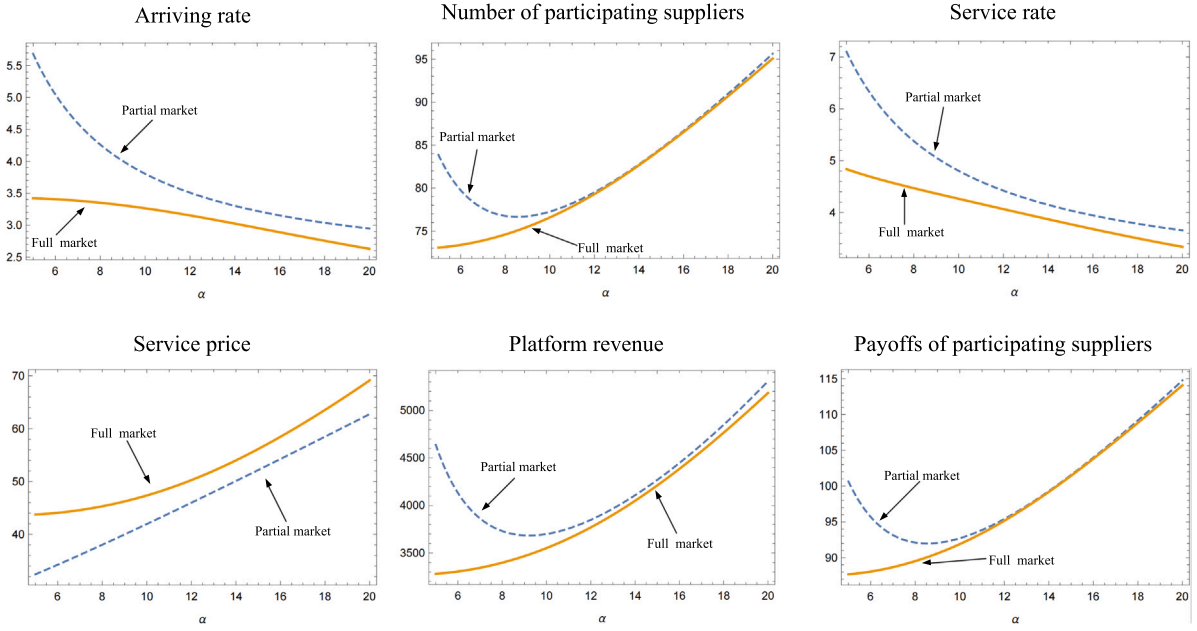 Arriving rate
5.5
5.0
4.5
4.0
3.5
3.0
2.5
Partial market
Full market
6 8 10 12 14 16 18 20
α
Number of participating suppliers
95
90
85
80
75
Partial market
Full market
6 8 10 12 14 16 18 20
α
Service rate
7
6
5
4
Partial market
Full market
6 8 10 12 14 16 18 20
α
Service price
70
60
50
40
Full market
Partial market
6 8 10 12 14 16 18 20
α
Platform revenue
5000
4500
4000
3500
Partial market
Full market
6 8 10 12 14 16 18 20
α
Payoffs of participating suppliers
115
110
105
100
95
90
Partial market
Full market
6 8 10 12 14 16 18 20
α